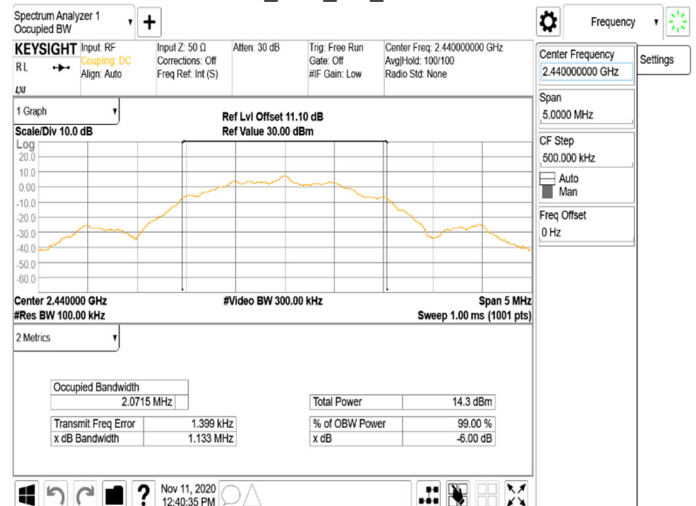 Spectrum Analyzer 1
Occupied BW
+
Frequency
KEYSIGHT
RL
LXI
Input: RF
Coupling: DC
Align: Auto
Input Z: 50 Ω
Corrections: Off
Freq Ref: Int (S)
Atten: 30 dB
Trig: Free Run
Gate: Off
#IF Gain: Low
Center Freq: 2.440000000 GHz
Avg|Hold: 100/100
Radio Std: None
Center Frequency
2.440000000 GHz
Settings
Span
5.0000 MHz
CF Step
500.000 kHz
Auto
Man
Freq Offset
0 Hz
1 Graph
Scale/Div 10.0 dB
Ref Lvl Offset 11.10 dB
Ref Value 30.00 dBm
Log
20.0
10.0
0.00
-10.0
-20.0
-30.0
-40.0
-50.0
-60.0
Center 2.440000 GHz
#Res BW 100.00 kHz
#Video BW 300.00 kHz
Span 5 MHz
Sweep 1.00 ms (1001 pts)
2 Metrics
Occupied Bandwidth
2.0715 MHz
Total Power 14.3 dBm
Transmit Freq Error 1.399 kHz
% of OBW Power 99.00 %
x dB Bandwidth 1.133 MHz
x dB -6.00 dB
?
Nov 11, 2020
12:40:35 PM